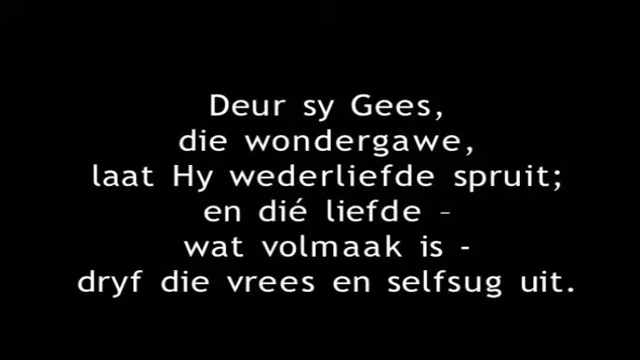 Deur sy Gees,
die wondergawe,
laat Hy wederliefde spruit;
en dié liefde –
wat volmaak is -
dryf die vrees en selfsug uit.